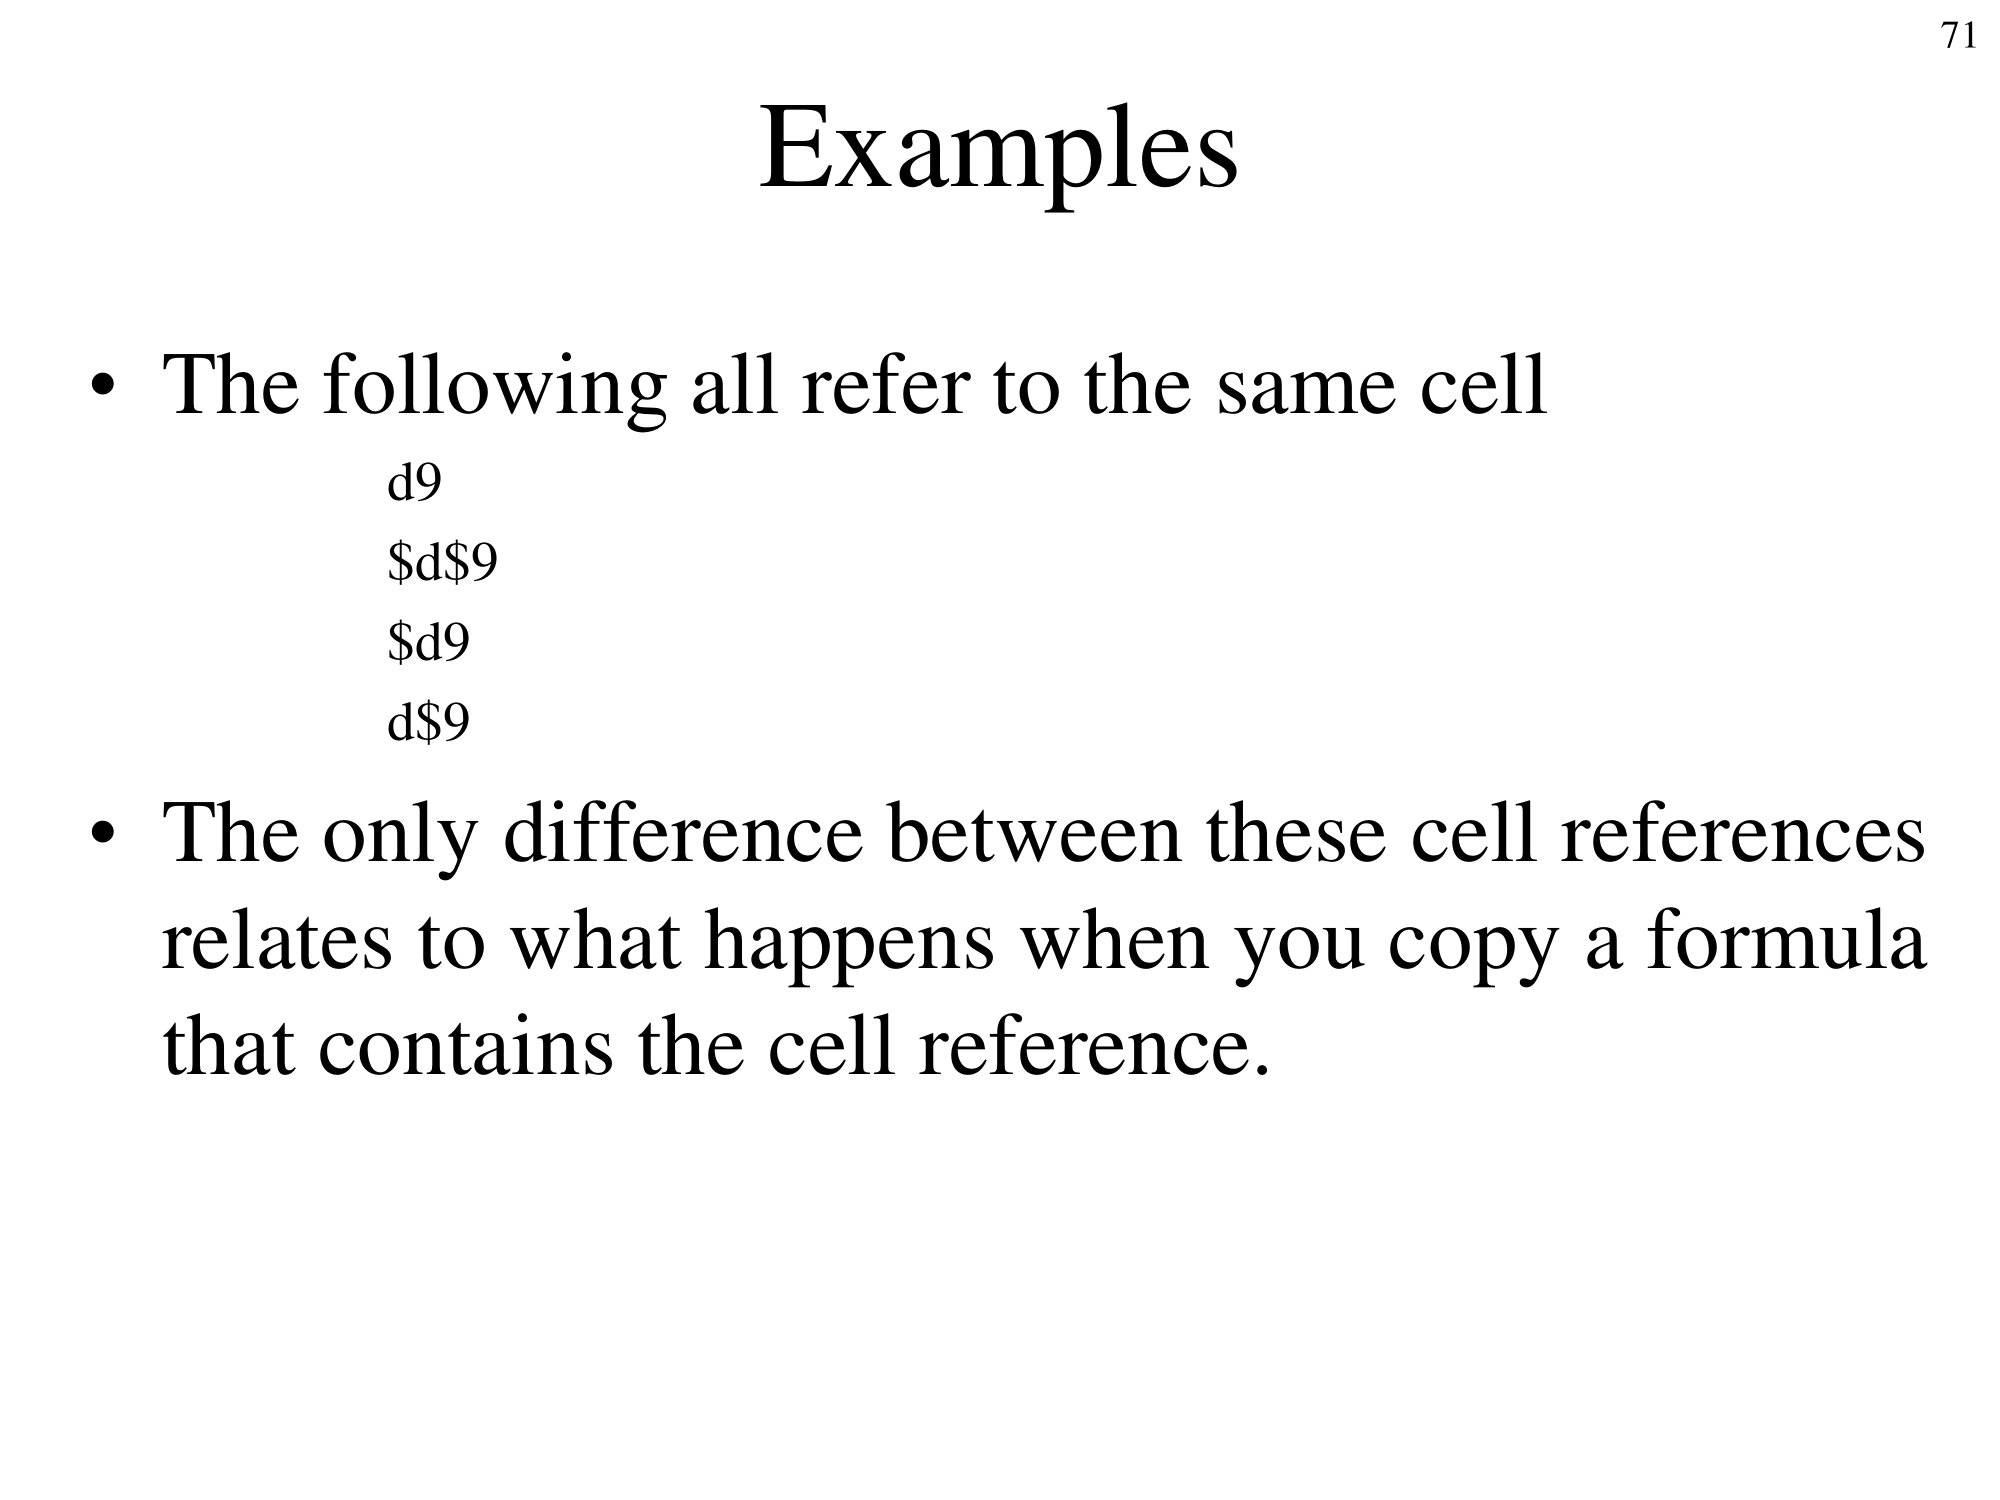 71
Examples
• The following all refer to the same cell
d9
$d$9
$d9
d$9
• The only difference between these cell references
relates to what happens when you copy a formula
that contains the cell reference.